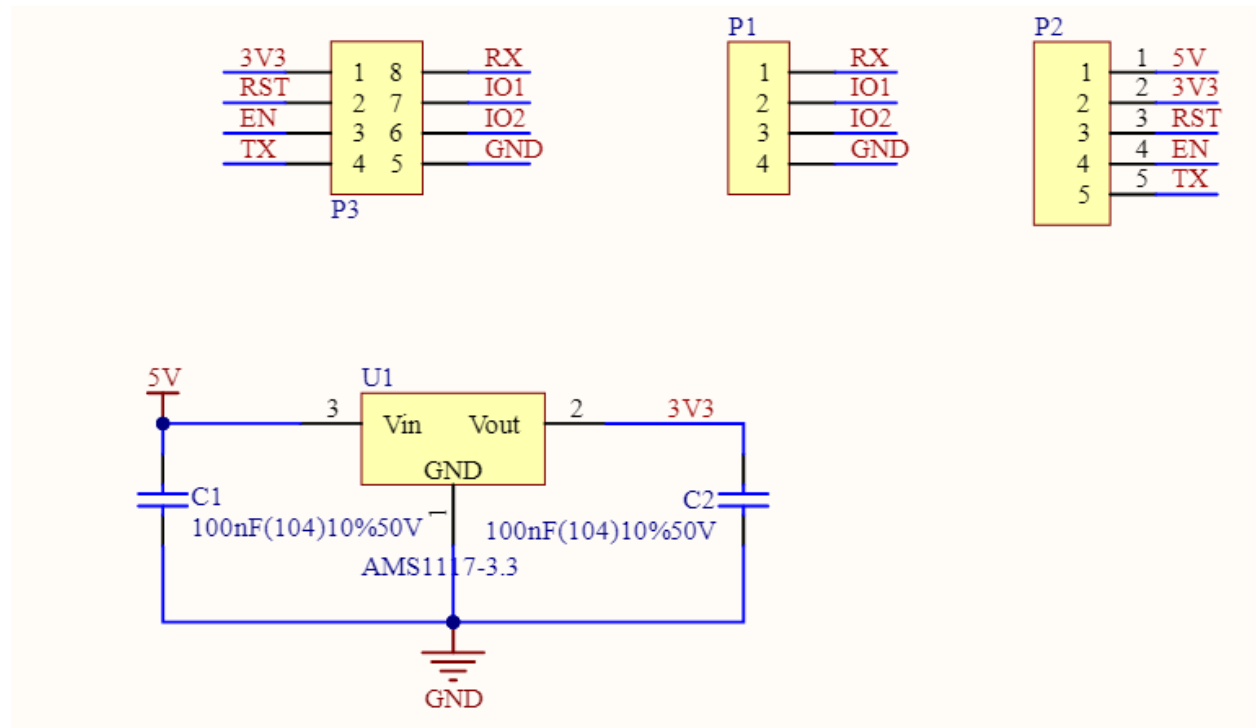 P1
P2
3V3 1 8 RX
RST 2 7 IO1
EN 3 6 IO2
TX 4 5 GND
P3
1 RX
2 IO1
3 IO2
4 GND
1 1 5V
2 2 3V3
3 3 RST
4 4 EN
5 5 TX
5V
U1
3 Vin Vout 2 3V3
GND
1
C1
100nF(104)10%50V
C2
100nF(104)10%50V
AMS1117-3.3
GND